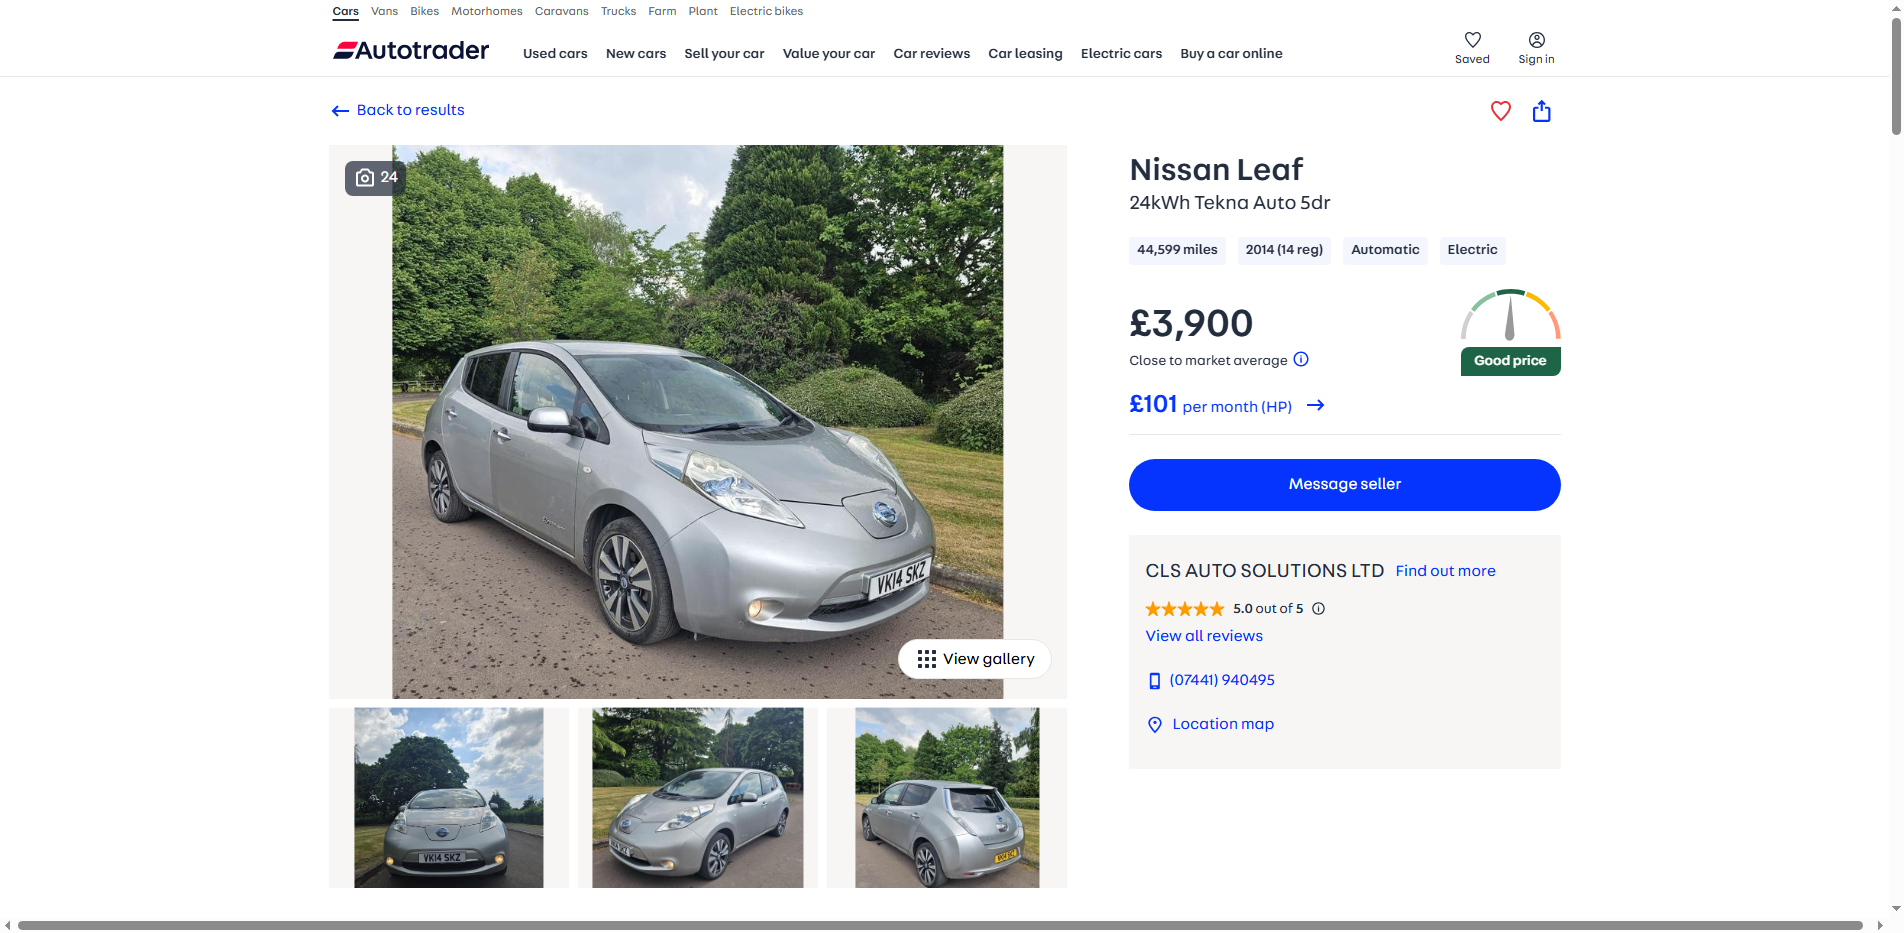 Cars Vans Bikes Motorhomes Caravans Trucks Farm Plant Electric bikes
Autotrader
Used cars New cars Sell your car Value your car Car reviews Car leasing Electric cars Buy a car online
Saved Sign in
Back to results
24
VK14 SKZ
View gallery
VK14 SKZ
VK14 SKZ
Nissan Leaf
24kWh Tekna Auto 5dr
44,599 miles 2014 (14 reg) Automatic Electric
£3,900
Close to market average
Good price
£101 per month (HP)
Message seller
CLS AUTO SOLUTIONS LTD Find out more
5.0 out of 5
View all reviews
(07441) 940495
Location map